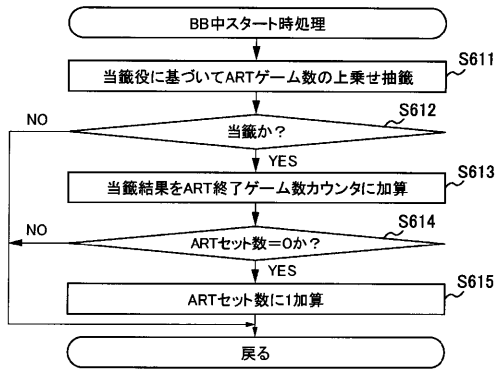 BB中スタート時処理
S611
当籤役に基づいてARTゲーム数の上乗せ抽籤
S612
NO
当籤か？
YES
S613
当籤結果をART終了ゲーム数カウンタに加算
S614
NO
ARTセット数=0か？
YES
S615
ARTセット数に1加算
戻る